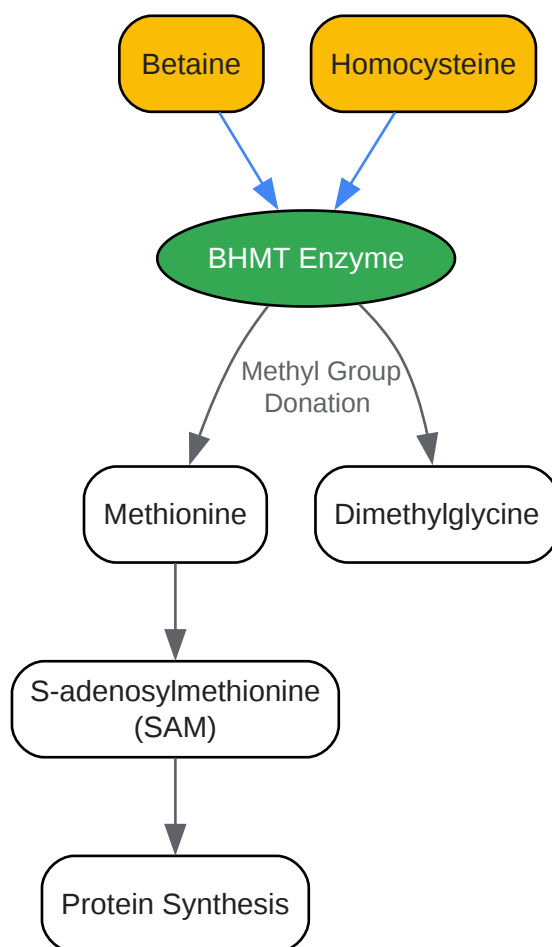 Betaine
Homocysteine
BHMT Enzyme
Methyl Group
Donation
Methionine
Dimethylglycine
S-adenosylmethionine
(SAM)
Protein Synthesis